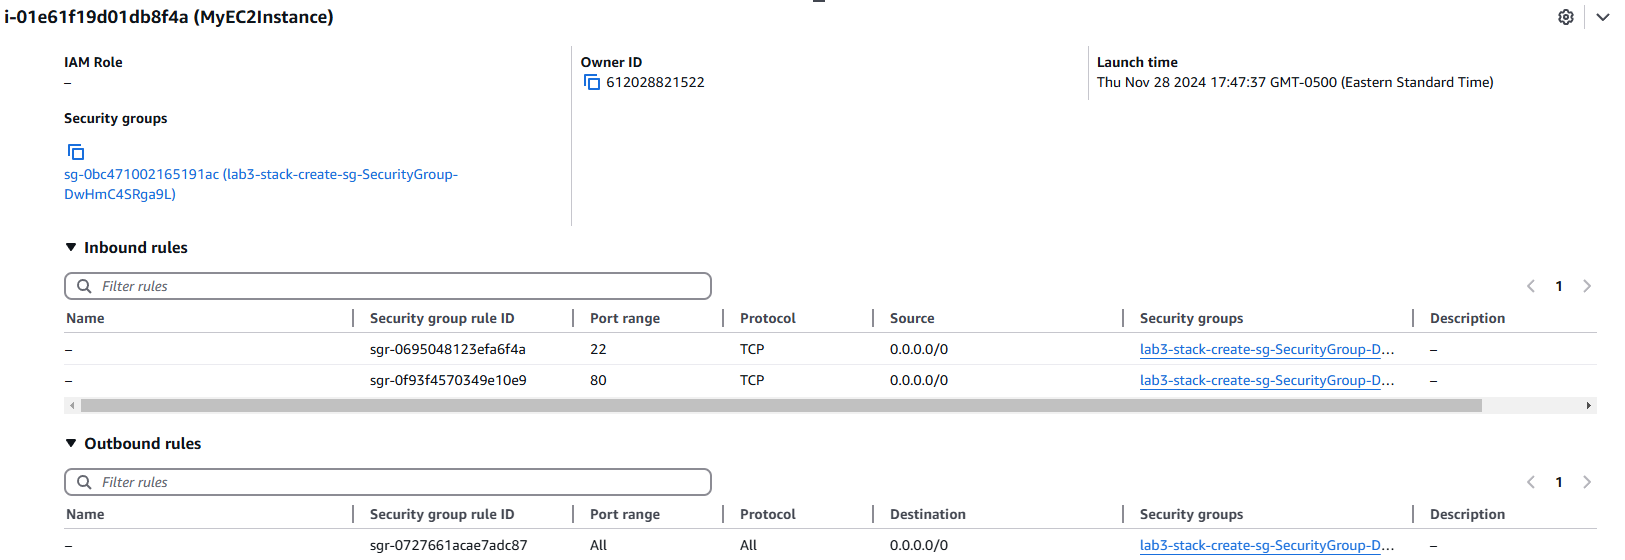 i-01e61f19d01db8f4a (MyEC2Instance)
IAM Role
–
Owner ID
612028821522
Launch time
Thu Nov 28 2024 17:47:37 GMT-0500 (Eastern Standard Time)
Security groups
sg-0bc471002165191ac (lab3-stack-create-sg-SecurityGroup-
DwHmC4SRga9L)
Inbound rules
Filter rules
1
Name Security group rule ID Port range Protocol Source Security groups Description
– sgr-0695048123efa6f4a 22 TCP 0.0.0.0/0 lab3-stack-create-sg-SecurityGroup-D... –
– sgr-0f93f4570349e10e9 80 TCP 0.0.0.0/0 lab3-stack-create-sg-SecurityGroup-D... –
Outbound rules
Filter rules
1
Name Security group rule ID Port range Protocol Destination Security groups Description
– sgr-0727661acae7adc87 All All 0.0.0.0/0 lab3-stack-create-sg-SecurityGroup-D... –